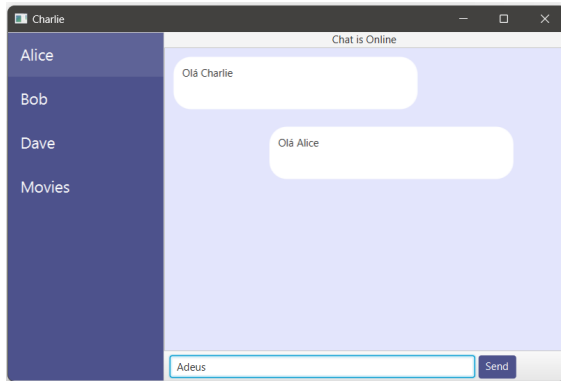 Charlie
Chat is Online
Alice
Bob
Dave
Movies
Olá Charlie
Olá Alice
Adeus
Send